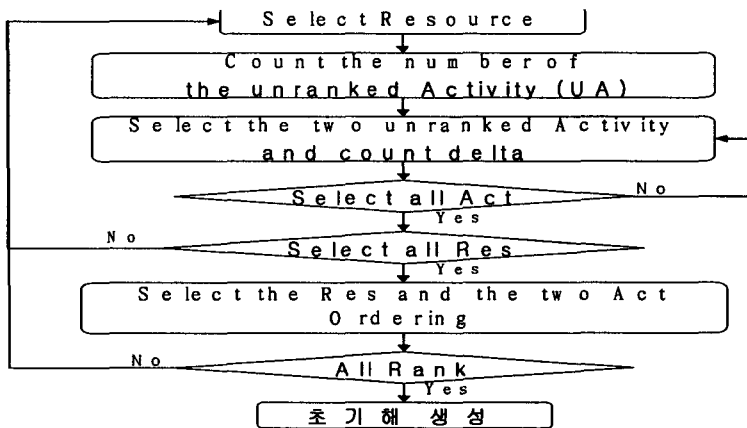 Select Resource
Count the number of
the unranked Activity (UA)
Select the two unranked Activity
and count delta
Select all Act
No
Yes
No
Select all Res
Yes
Select the Res and the two Act
Ordering
No
All Rank
Yes
초기해 생성